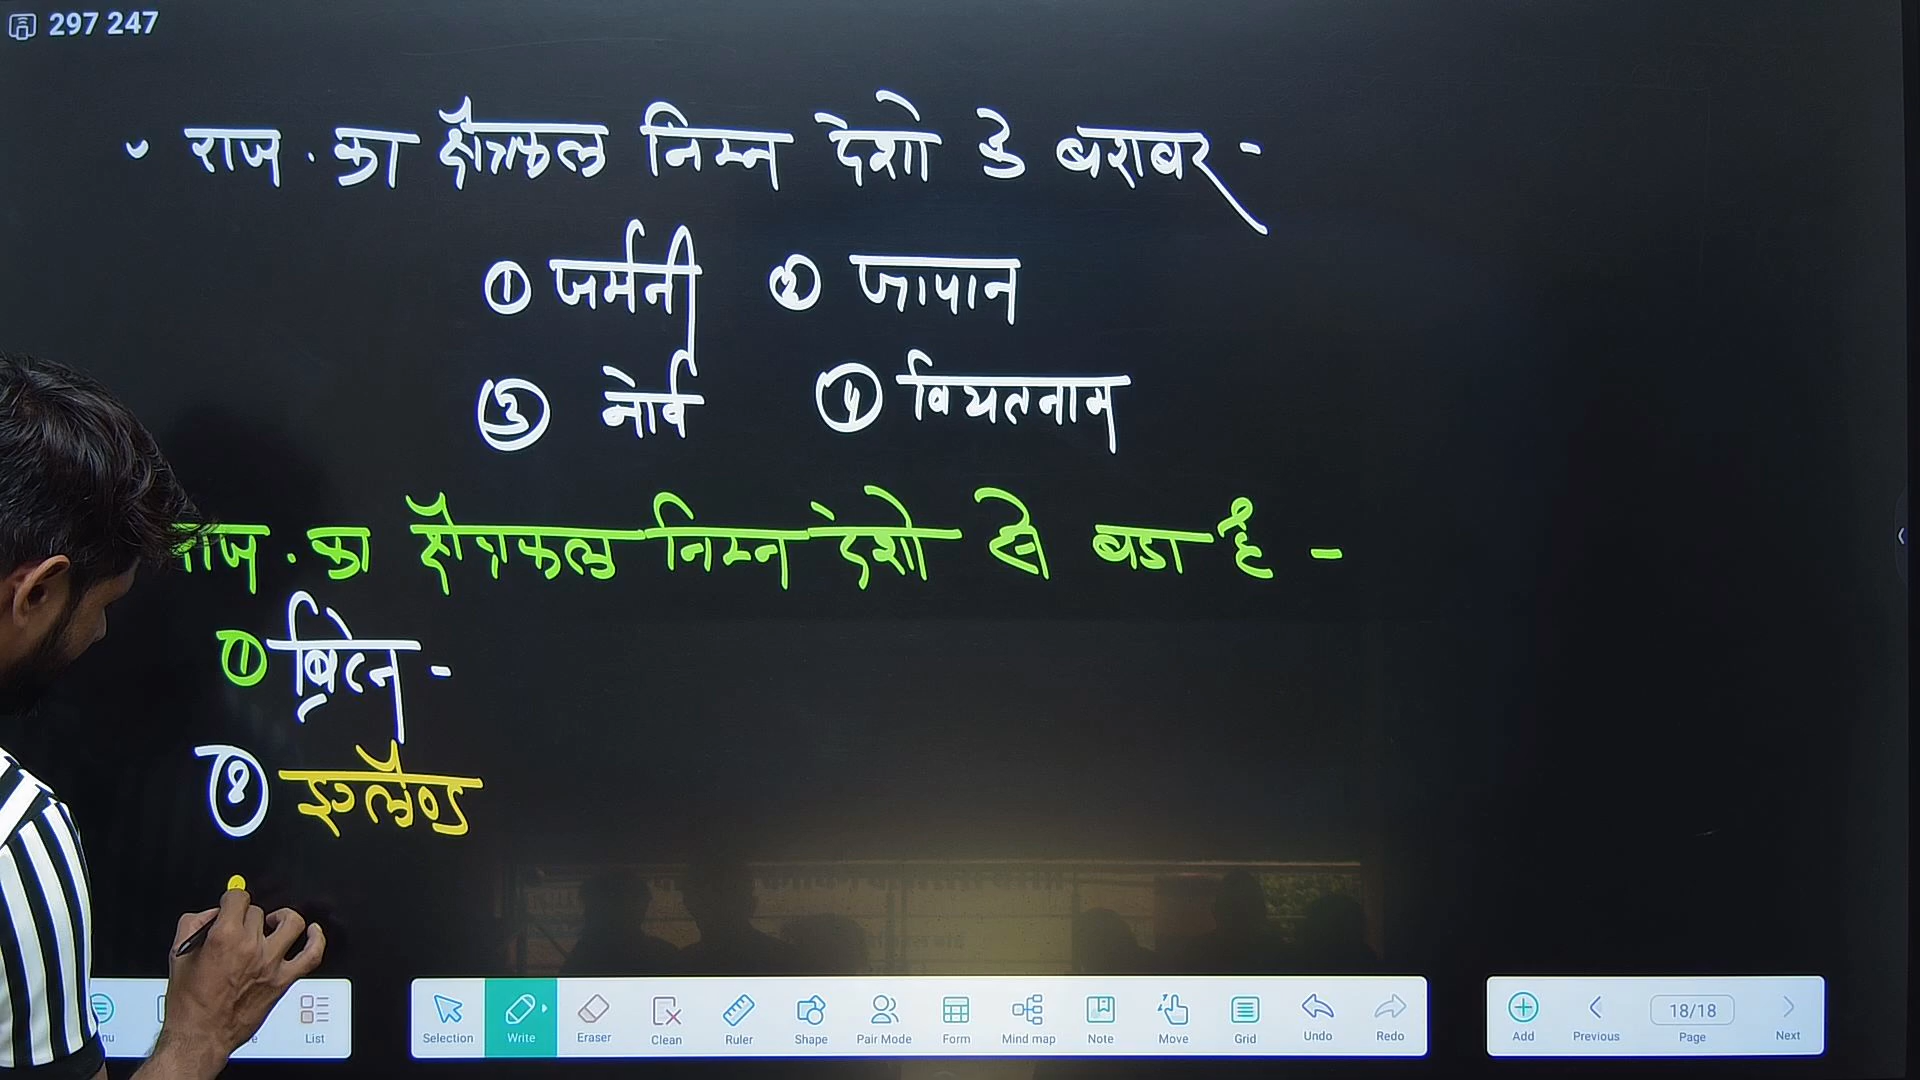 297 247
• राज. का क्षैत्रफल निम्न देशो के बराबर -
① जर्मनी ② जापान
③ नोर्वे ④ वियतनाम
राज. का क्षैत्रफल निम्न देशो से बडा है -
① ब्रिटेन -
② इग्लैण्ड
List
Selection Write Eraser Clean Ruler Shape Pair Mode Form Mind map Note Move Grid Undo Redo
Add Previous 18/18 Page Next